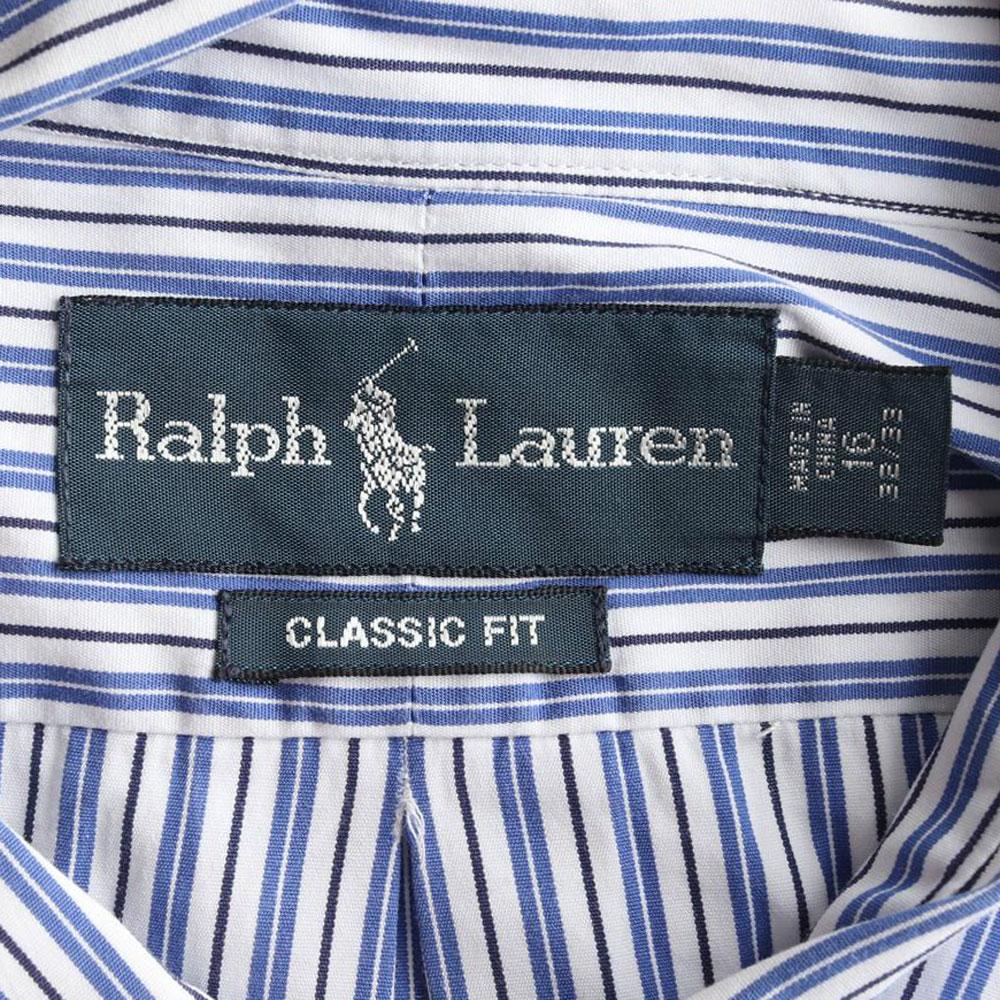 Ralph Lauren
MADE IN
CHINA
16
32/33
CLASSIC FIT